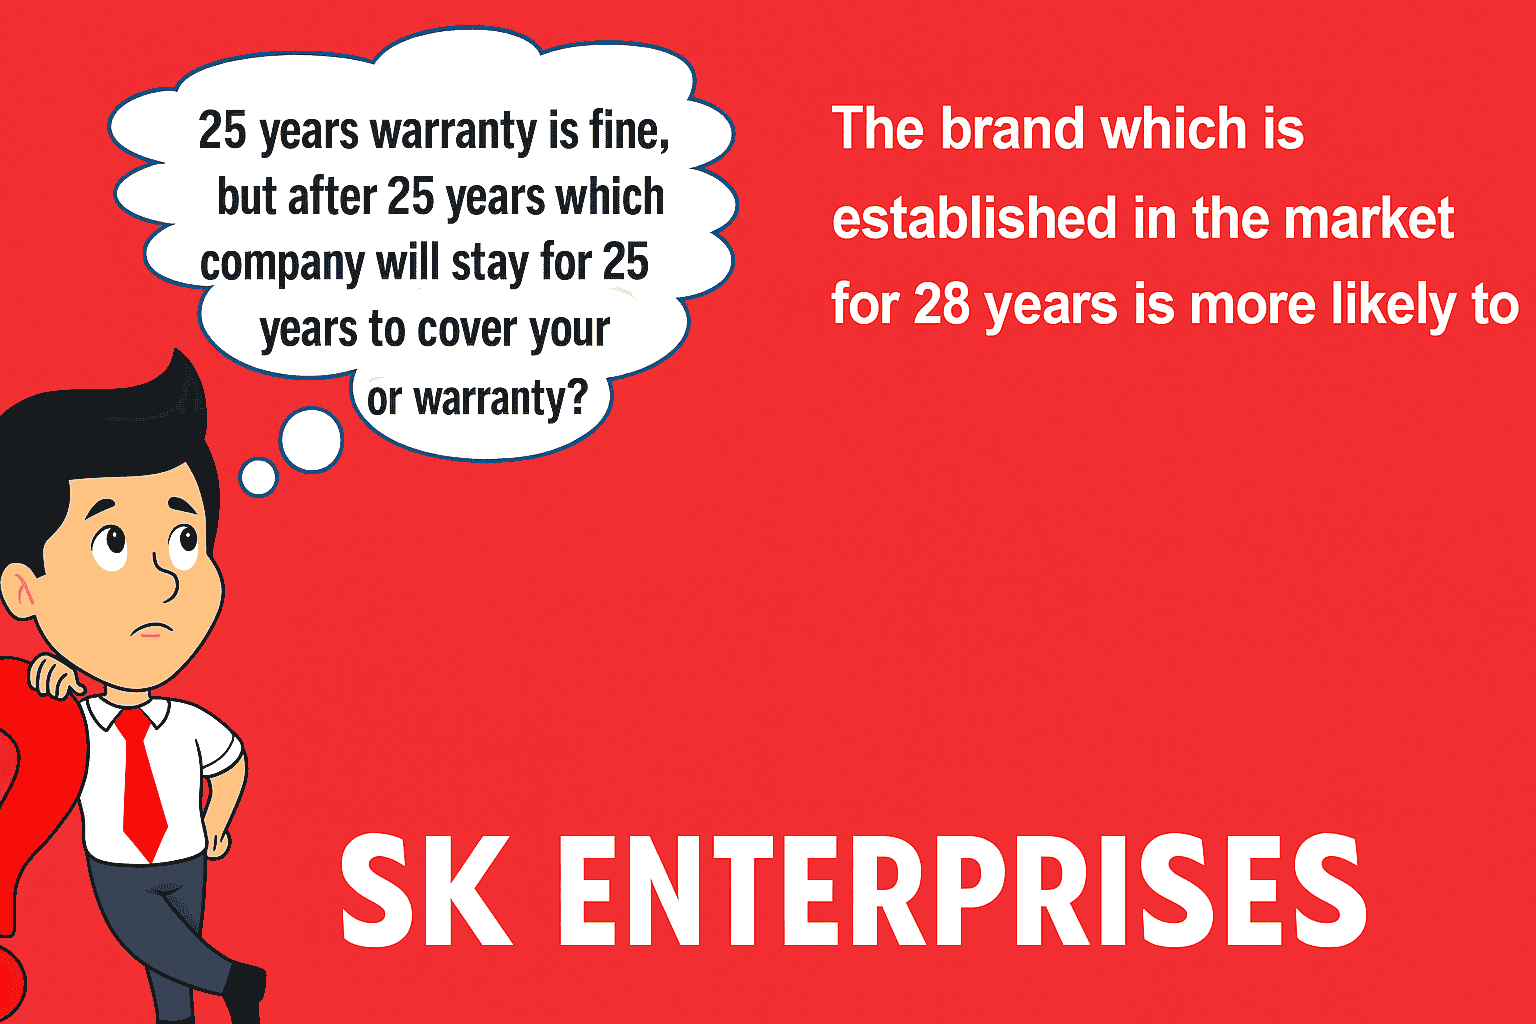 25 years warranty is fine,
but after 25 years which
company will stay for 25
years to cover your
or warranty?
The brand which is
established in the market
for 28 years is more likely to
SK ENTERPRISES